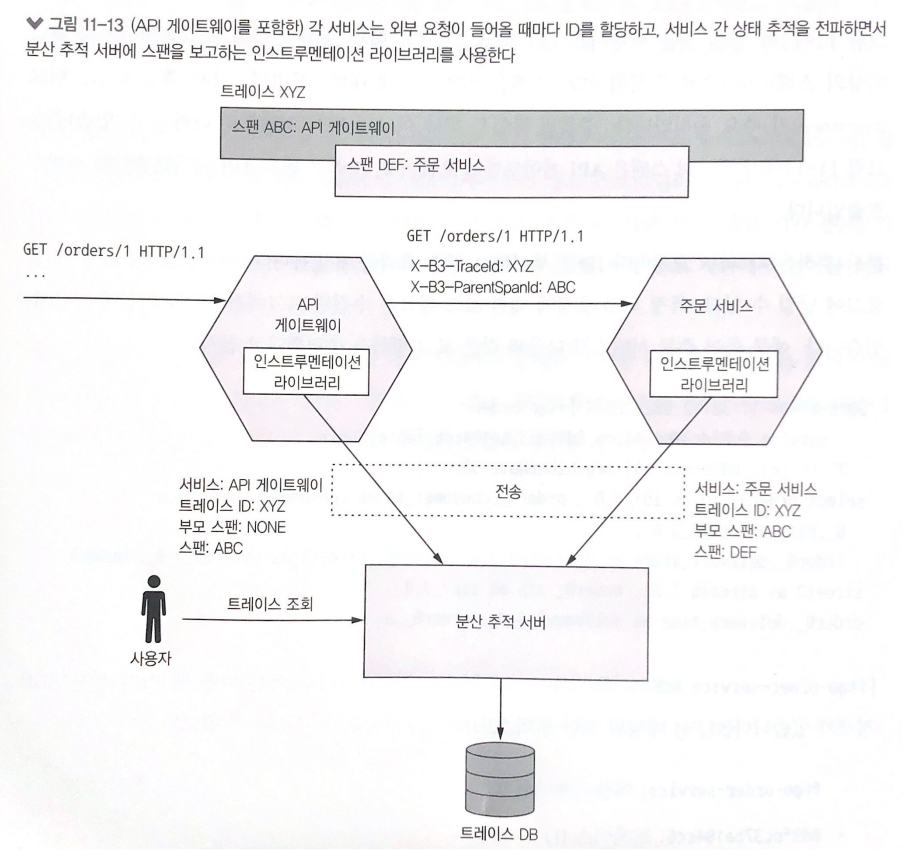 그림 11-13 (API 게이트웨이를 포함한) 각 서비스는 외부 요청이 들어올 때마다 ID를 할당하고, 서비스 간 상태 추적을 전파하면서
분산 추적 서버에 스팬을 보고하는 인스트루멘테이션 라이브러리를 사용한다
트레이스 XYZ
스팬 ABC: API 게이트웨이
스팬 DEF: 주문 서비스
GET /orders/1 HTTP/1.1
...
GET /orders/1 HTTP/1.1
X-B3-TraceId: XYZ
X-B3-ParentSpanId: ABC
API
게이트웨이
인스트루멘테이션
라이브러리
주문 서비스
인스트루멘테이션
라이브러리
전송
서비스: API 게이트웨이
트레이스 ID: XYZ
부모 스팬: NONE
스팬: ABC
서비스: 주문 서비스
트레이스 ID: XYZ
부모 스팬: ABC
스팬: DEF
사용자
트레이스 조회
분산 추적 서버
트레이스 DB